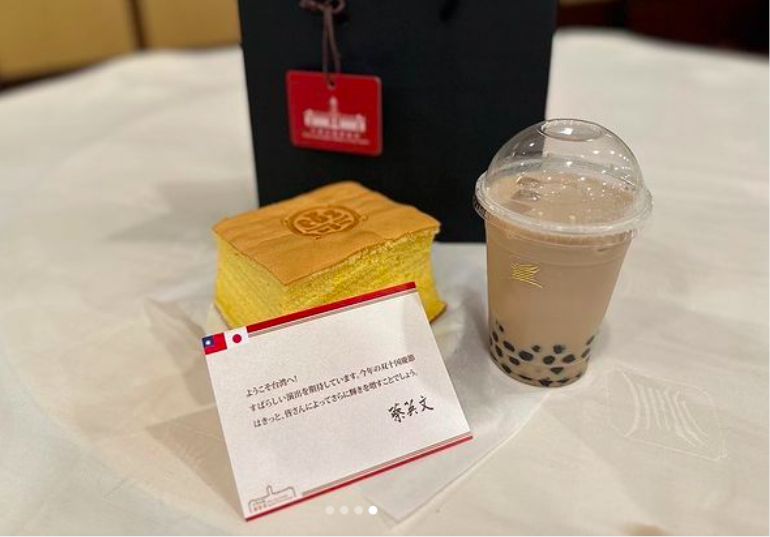 ようこそ台湾へ!
すばらしい演出を期待しています。今年の双十国慶節
はきっと、皆さんによってさらに輝きを増すことでしょう。
蔡英文